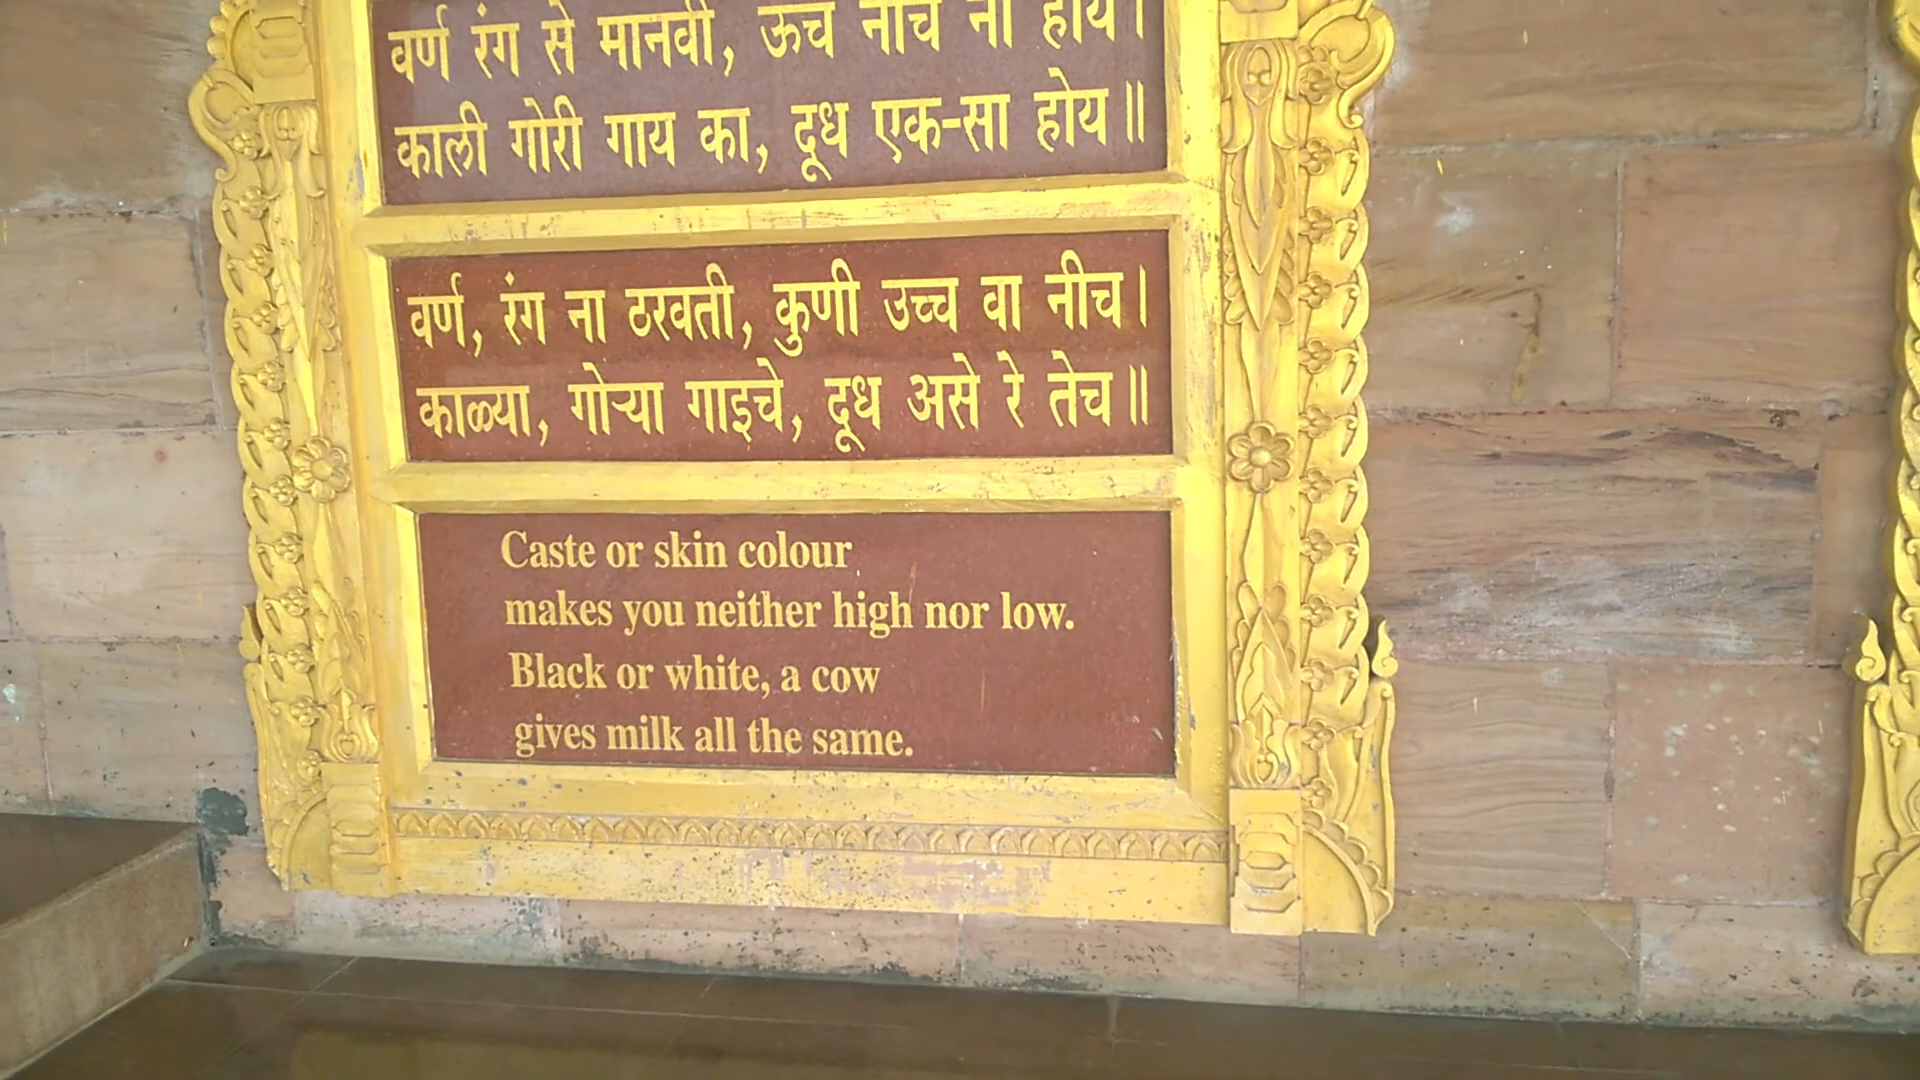 वर्ण रंग से मानवी, ऊंच नीच ना होय।
काली गोरी गाय का, दूध एक-सा होय॥
वर्ण, रंग ना ठरवती, कुणी उच्च वा नीच।
काळ्या, गोऱ्या गाइचे, दूध असे रे तेच॥
Caste or skin colour
makes you neither high nor low.
Black or white, a cow
gives milk all the same.